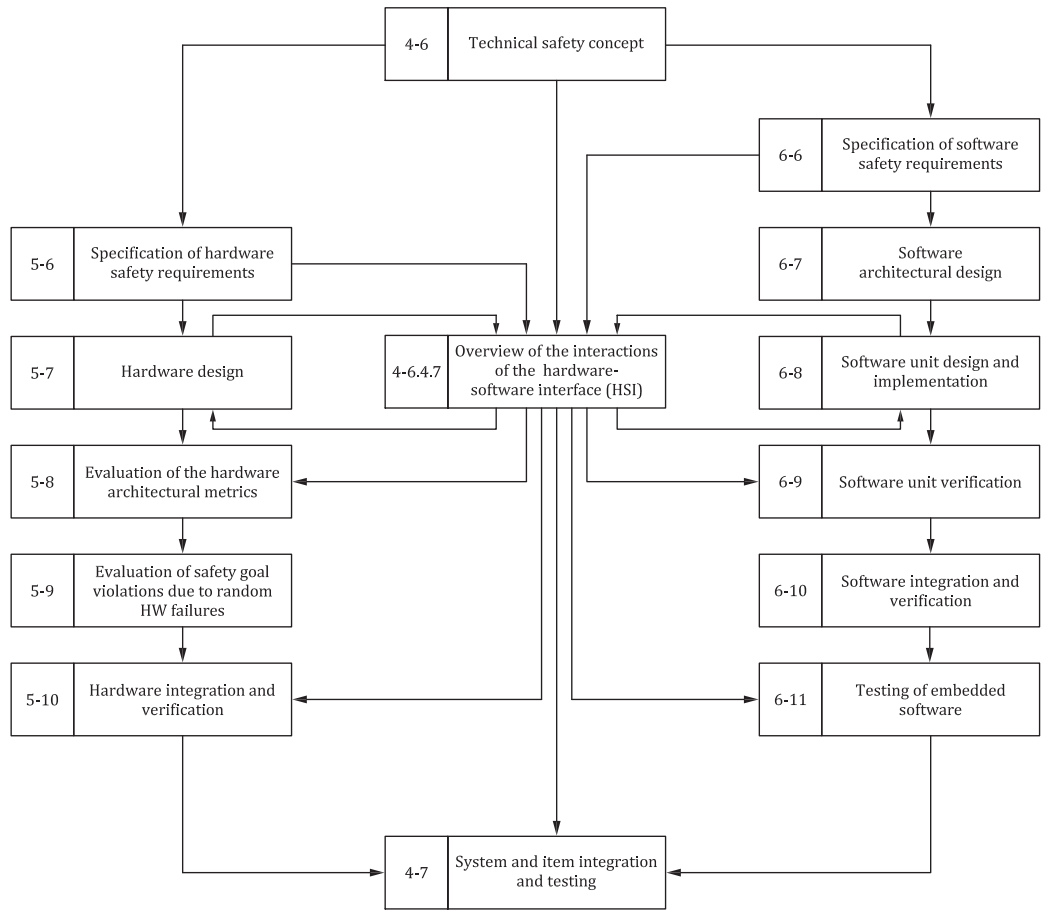 4-6
Technical safety concept
6-6
Specification of software
safety requirements
5-6
Specification of hardware
safety requirements
6-7
Software
architectural design
5-7
Hardware design
4-6.4.7
Overview of the interactions
of the hardware-
software interface (HSI)
6-8
Software unit design and
implementation
5-8
Evaluation of the hardware
architectural metrics
6-9
Software unit verification
5-9
Evaluation of safety goal
violations due to random
HW failures
6-10
Software integration and
verification
5-10
Hardware integration and
verification
6-11
Testing of embedded
software
4-7
System and item integration
and testing